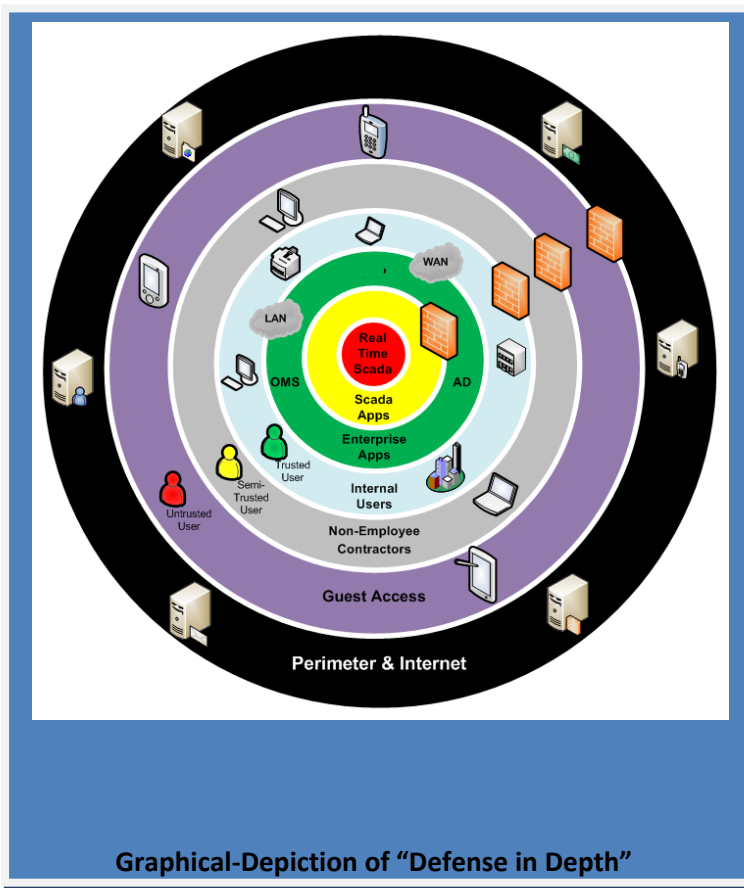 WAN
LAN
Real
Time
Scada
OMS
AD
Scada
Apps
Enterprise
Apps
Trusted
User
Semi-
Trusted
User
Untrusted
User
Internal
Users
Non-Employee
Contractors
Guest Access
Perimeter & Internet
Graphical-Depiction of “Defense in Depth”